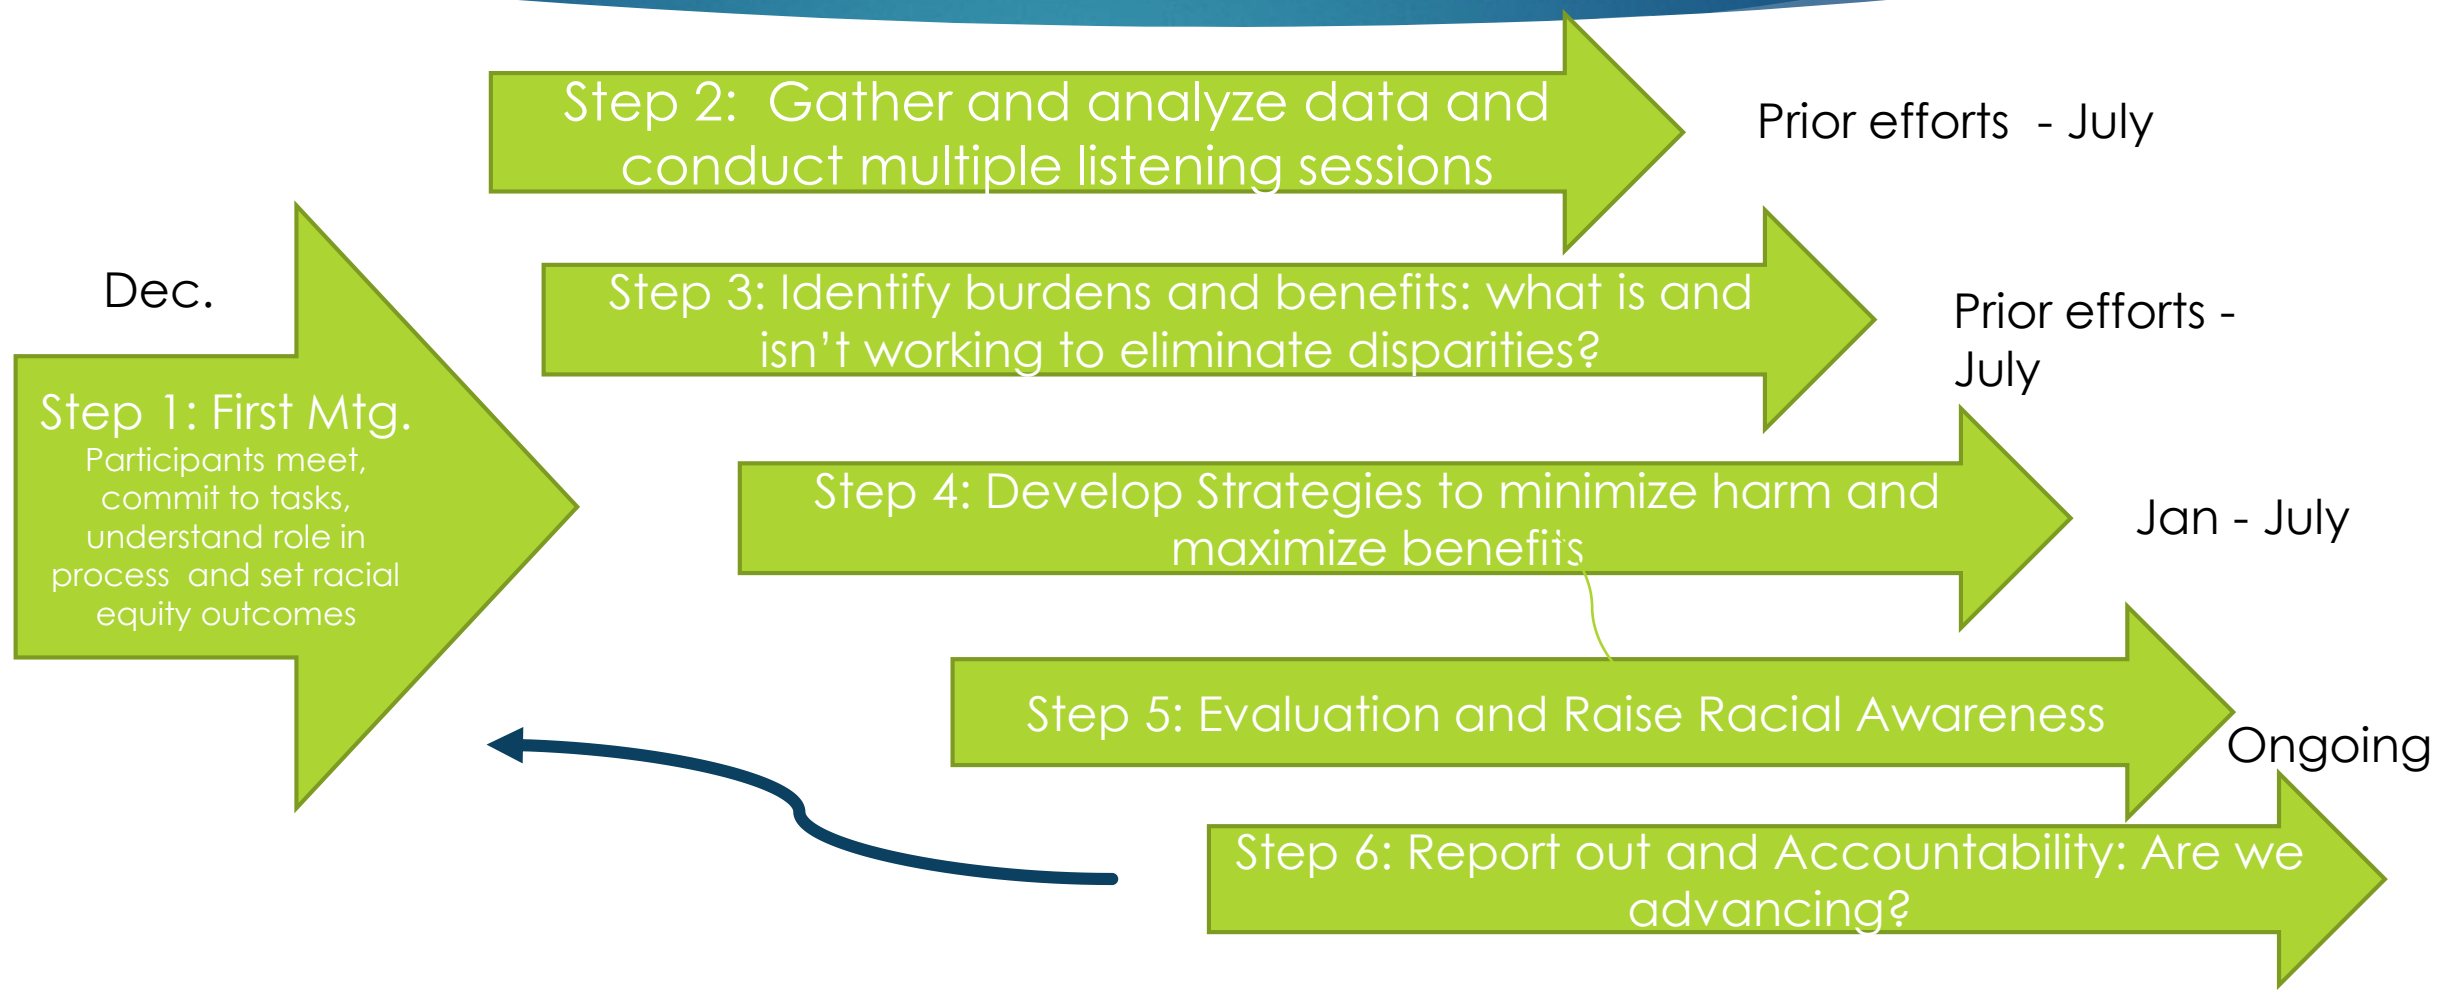 Step 2:  Gather and analyze data and
conduct multiple listening sessions
Prior efforts  - July
Dec.
Step 1: First Mtg.
Participants meet,
commit to tasks,
understand role in
process  and set racial
equity outcomes
Step 3: Identify burdens and benefits: what is and
isn’t working to eliminate disparities?
Prior efforts -
July
Step 4: Develop Strategies to minimize harm and
maximize benefits
Jan - July
Step 5: Evaluation and Raise Racial Awareness
Ongoing
Step 6: Report out and Accountability: Are we
advancing?